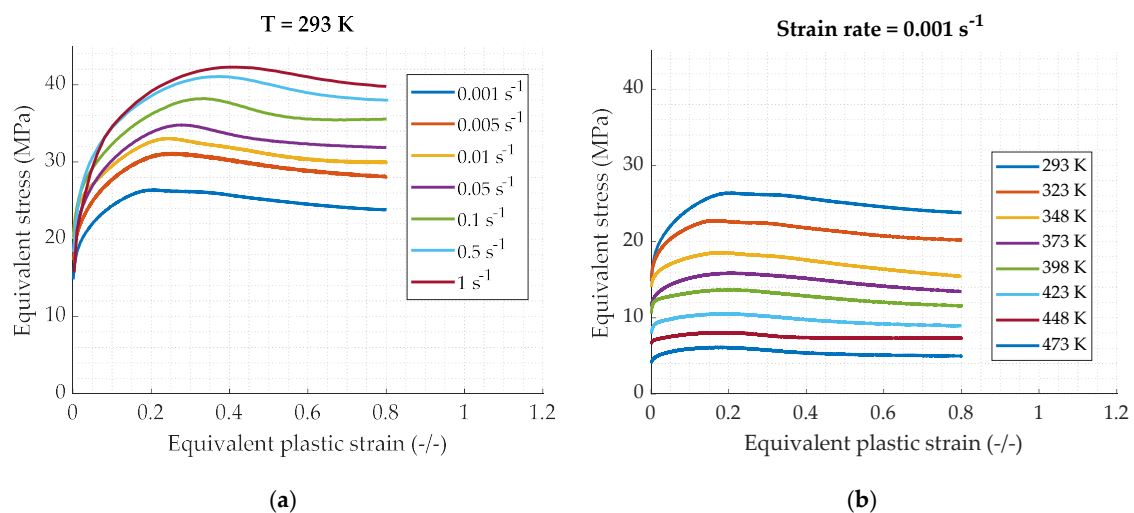 T = 293 K
Equivalent stress (MPa)
40
30
20
10
0
0 0.2 0.4 0.6 0.8 1 1.2
Equivalent plastic strain (-/-)
0.001 s⁻¹
0.005 s⁻¹
0.01 s⁻¹
0.05 s⁻¹
0.1 s⁻¹
0.5 s⁻¹
1 s⁻¹
(a)
Strain rate = 0.001 s⁻¹
Equivalent stress (MPa)
40
30
20
10
0
0 0.2 0.4 0.6 0.8 1 1.2
Equivalent plastic strain (-/-)
293 K
323 K
348 K
373 K
398 K
423 K
448 K
473 K
(b)